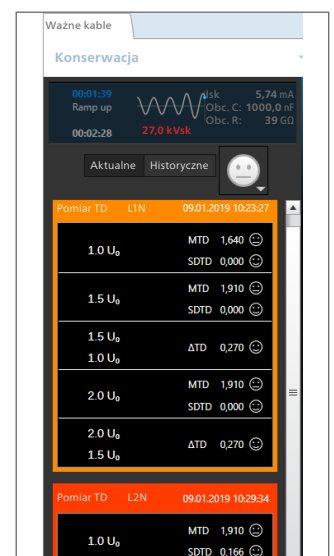 Ważne kable
Konserwacja
00:01:39
Ramp up
00:02:28
27,0 kVsk
Isk 5,74 mA
Obc. C: 1000,0 nF
Obc. R: 39 GΩ
Aktualne Historyczne
Pomiar TD L1N 09.01.2019 10:23:27
1.0 U₀
MTD 1,640
SDTD 0,000
1.5 U₀
MTD 1,910
SDTD 0,000
1.5 U₀
1.0 U₀
ΔTD 0,270
2.0 U₀
MTD 1,910
SDTD 0,000
2.0 U₀
1.5 U₀
ΔTD 0,270
Pomiar TD L2N 09.01.2019 10:29:34
1.0 U₀
MTD 1,910
SDTD 0,166